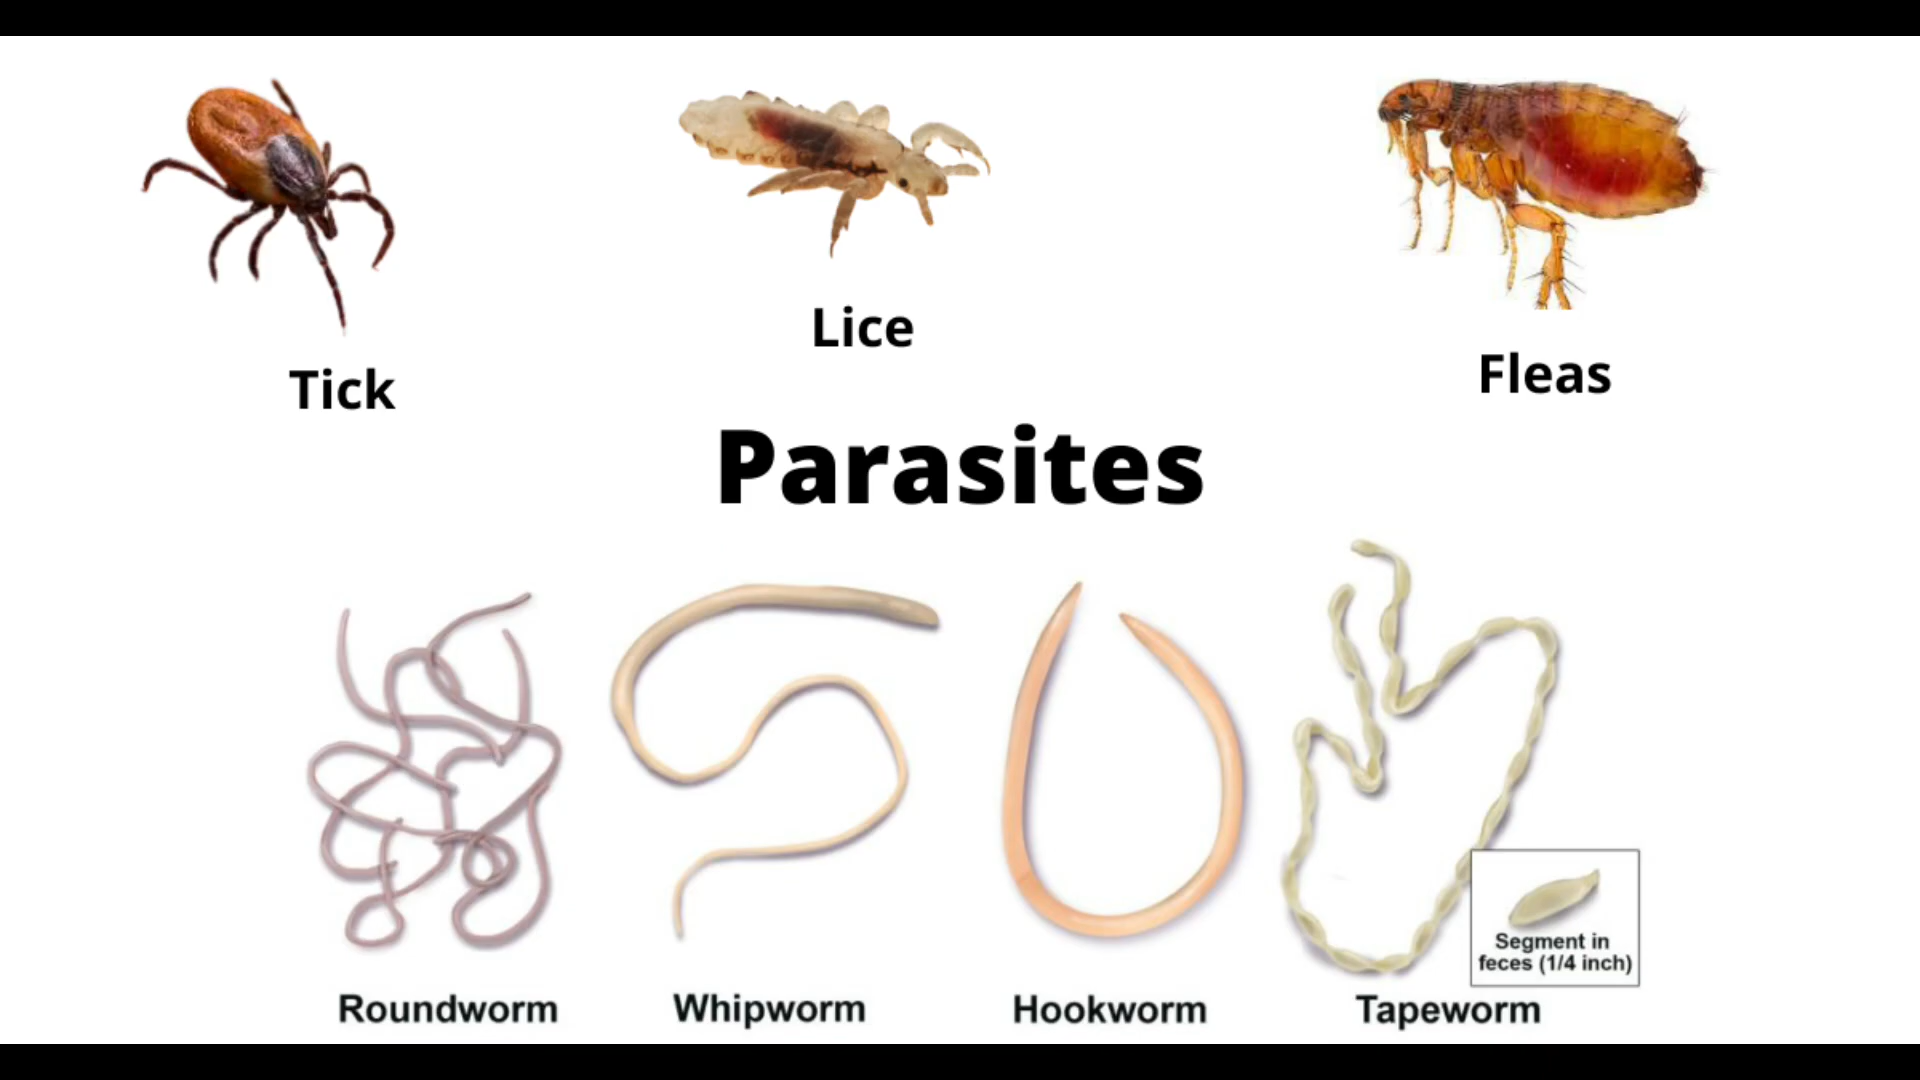 Lice
Fleas
Tick
Parasites
Segment in
feces (1/4 inch)
Roundworm
Whipworm
Hookworm
Tapeworm